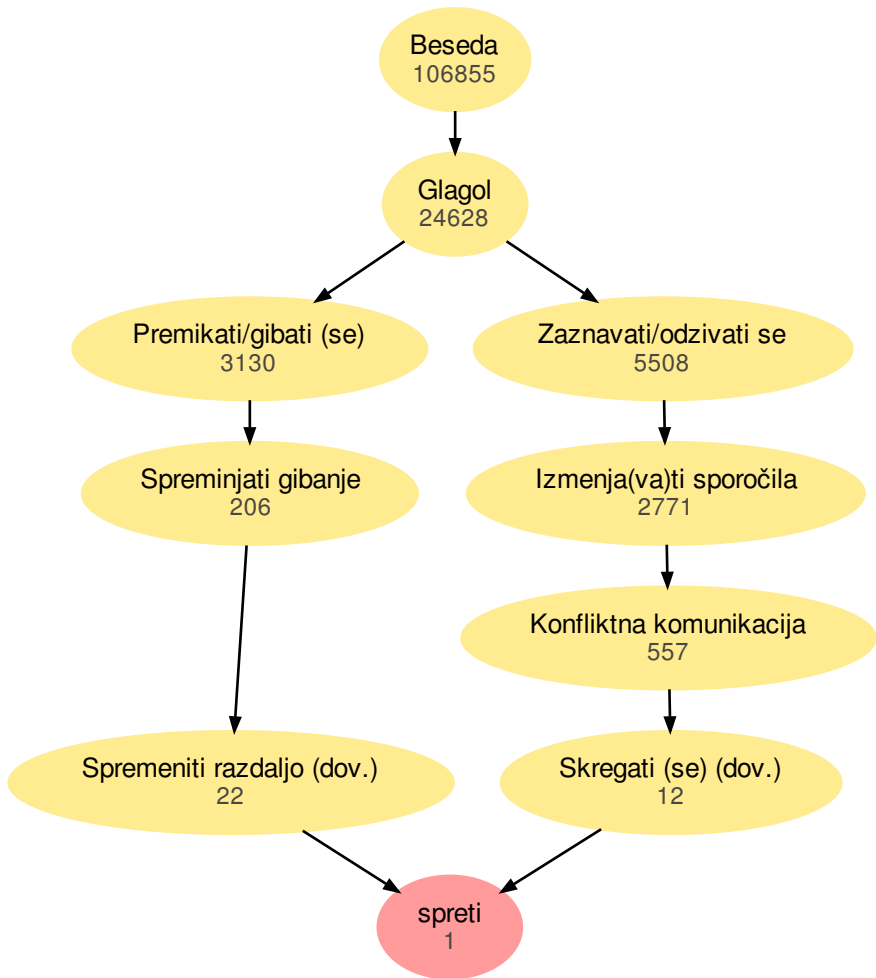 Beseda
106855
Glagol
24628
Premikati/gibati (se)
3130
Zaznavati/odzivati se
5508
Spreminjati gibanje
206
Izmenja(va)ti sporočila
2771
Konfliktna komunikacija
557
Spremeniti razdaljo (dov.)
22
Skregati (se) (dov.)
12
spreti
1